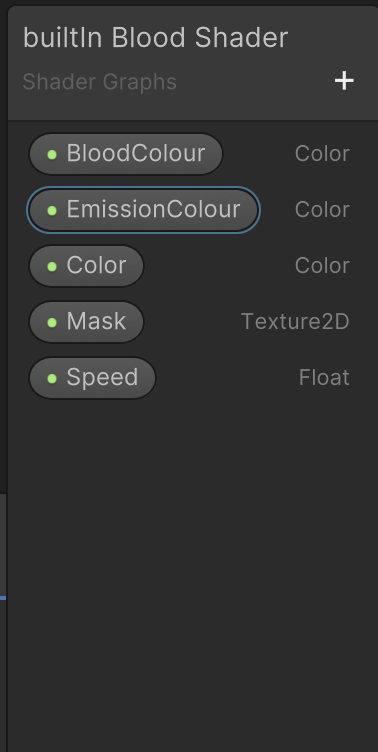 builtIn Blood Shader
Shader Graphs +
BloodColour Color
EmissionColour Color
Color Color
Mask Texture2D
Speed Float